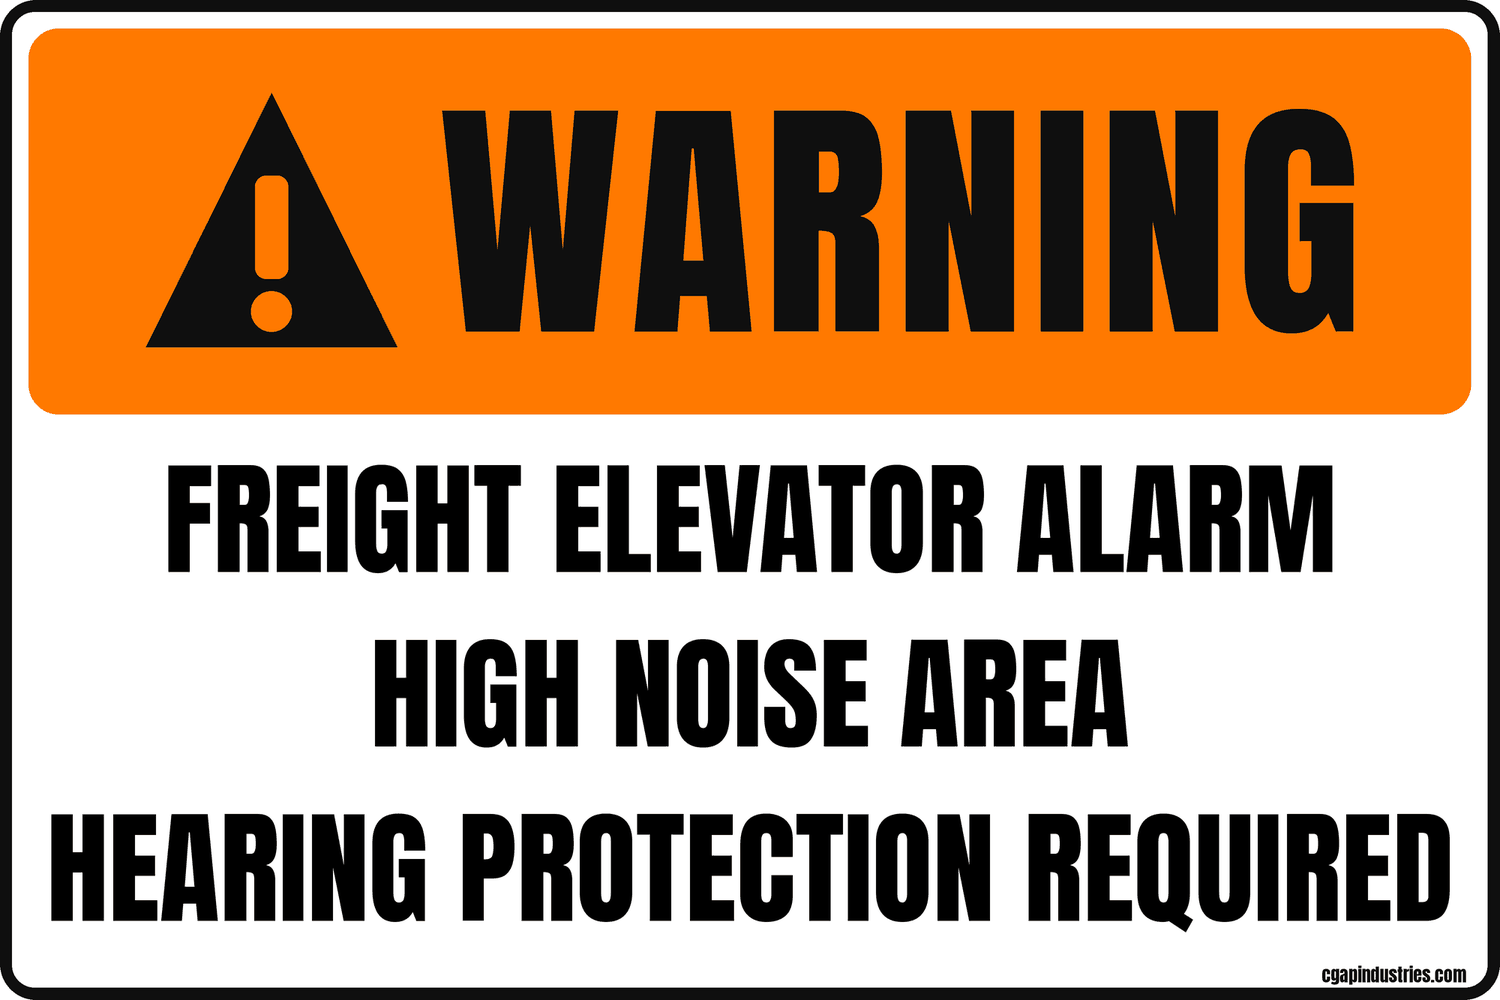 WARNING
FREIGHT ELEVATOR ALARM
HIGH NOISE AREA
HEARING PROTECTION REQUIRED
cgapindustries.com